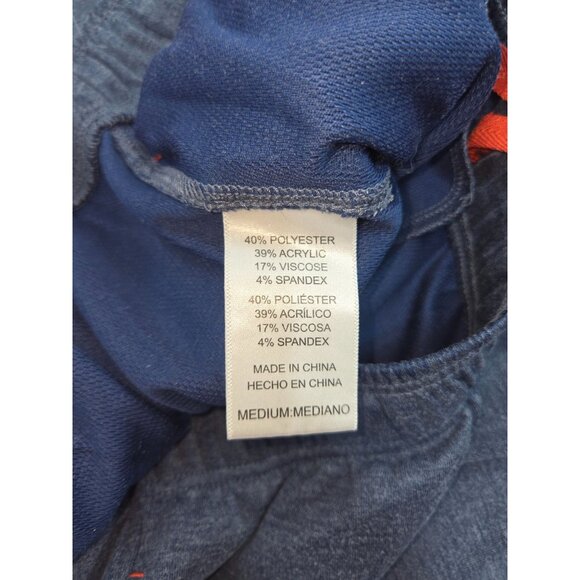 40% POLYESTER
39% ACRYLIC
17% VISCOSE
4% SPANDEX
40% POLIÉSTER
39% ACRÍLICO
17% VISCOSA
4% SPANDEX
MADE IN CHINA
HECHO EN CHINA
MEDIUM:MEDIANO